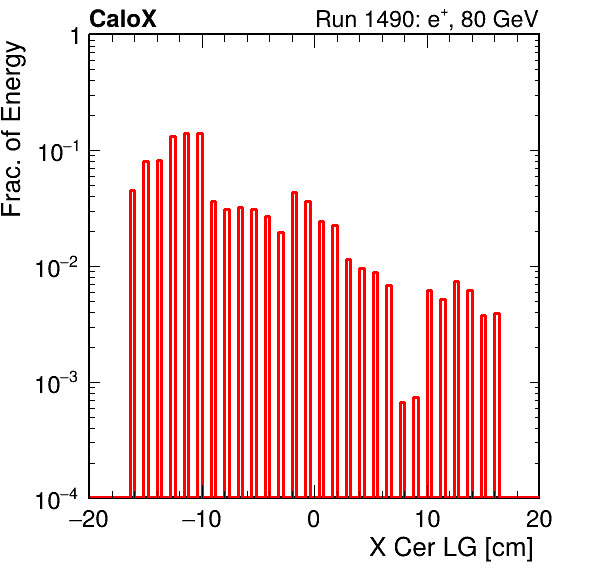 CaloX Run 1490: e⁺, 80 GeV
Frac. of Energy
1
10⁻¹
10⁻²
10⁻³
10⁻⁴
−20 −10 0 10 20
X Cer LG [cm]